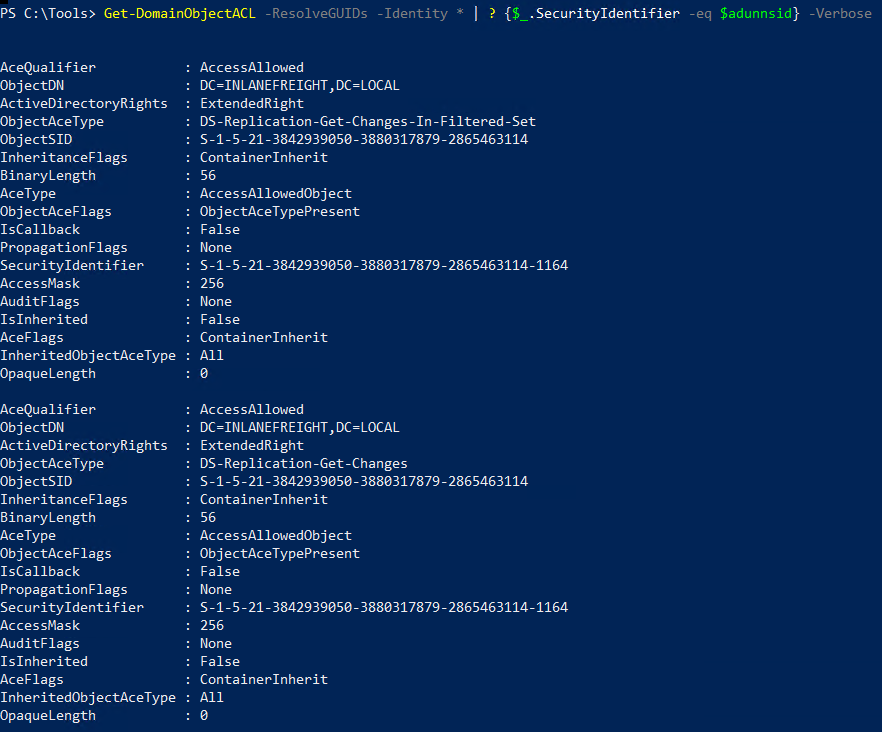 PS C:\Tools> Get-DomainObjectACL -ResolveGUIDs -Identity * | ? {$_.SecurityIdentifier -eq $adunnsid} -Verbose
AceQualifier : AccessAllowed
ObjectDN : DC=INLANEFREIGHT,DC=LOCAL
ActiveDirectoryRights : ExtendedRight
ObjectAceType : DS-Replication-Get-Changes-In-Filtered-Set
ObjectSID : S-1-5-21-3842939050-3880317879-2865463114
InheritanceFlags : ContainerInherit
BinaryLength : 56
AceType : AccessAllowedObject
ObjectAceFlags : ObjectAceTypePresent
IsCallback : False
PropagationFlags : None
SecurityIdentifier : S-1-5-21-3842939050-3880317879-2865463114-1164
AccessMask : 256
AuditFlags : None
IsInherited : False
AceFlags : ContainerInherit
InheritedObjectAceType : All
OpaqueLength : 0
AceQualifier : AccessAllowed
ObjectDN : DC=INLANEFREIGHT,DC=LOCAL
ActiveDirectoryRights : ExtendedRight
ObjectAceType : DS-Replication-Get-Changes
ObjectSID : S-1-5-21-3842939050-3880317879-2865463114
InheritanceFlags : ContainerInherit
BinaryLength : 56
AceType : AccessAllowedObject
ObjectAceFlags : ObjectAceTypePresent
IsCallback : False
PropagationFlags : None
SecurityIdentifier : S-1-5-21-3842939050-3880317879-2865463114-1164
AccessMask : 256
AuditFlags : None
IsInherited : False
AceFlags : ContainerInherit
InheritedObjectAceType : All
OpaqueLength : 0